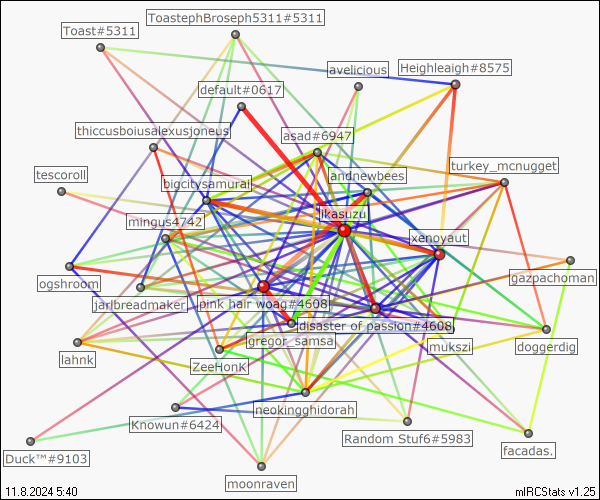 ToastephBroseph5311#5311
Toast#5311
avelicious
Heighleaigh#8575
default#0617
thiccusboiusalexusjoneus
asad#6947
turkey_mcnugget
tescoroll
andnewbees
bigcitysamurai
jikasuzu
mingus4742
xenoyaut
ogshroom
gazpachoman
jarlbreadmaker
pink hair woag#4608
disaster of passion#4608
gregor_samsa
mukszi
doggerdig
lahnk
ZeeHonk
neokingghidorah
Knowun#6424
Random Stuf6#5983
facadas.
Duck™#9103
moonraven
11.8.2024 5:40
mIRCStats v1.25